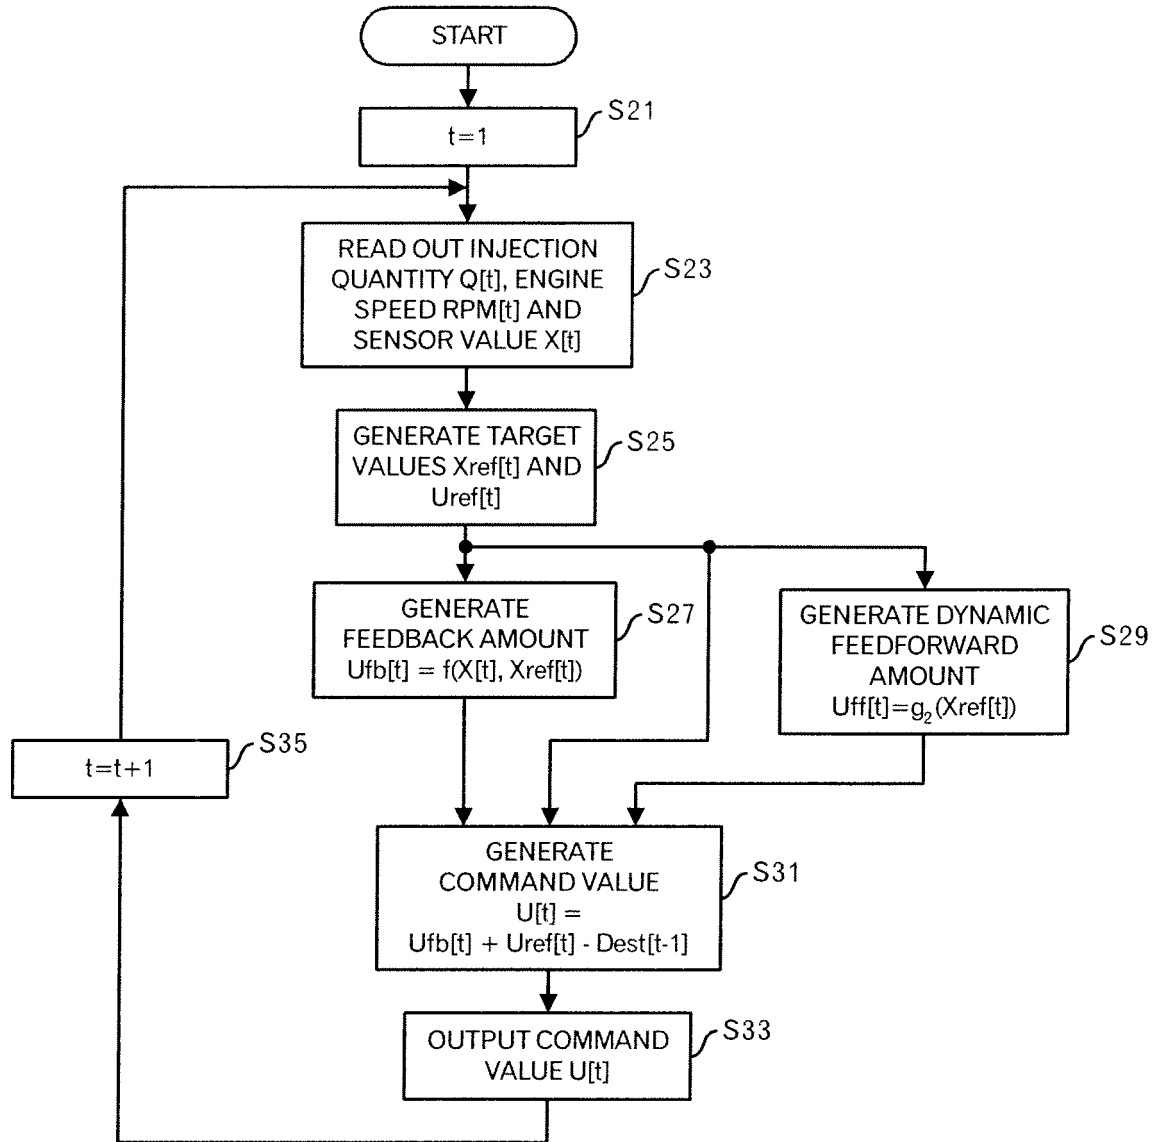 START
S21
t=1
READ OUT INJECTION
QUANTITY Q[t], ENGINE
SPEED RPM[t] AND
SENSOR VALUE X[t]
S23
GENERATE TARGET
VALUES Xref[t] AND
Uref[t]
S25
GENERATE
FEEDBACK AMOUNT
Ufb[t] = f(X[t], Xref[t])
S27
GENERATE DYNAMIC
FEEDFORWARD
AMOUNT
Uff[t]=g₂(Xref[t])
S29
S35
t=t+1
GENERATE
COMMAND VALUE
U[t] =
Ufb[t] + Uref[t] - Dest[t-1]
S31
OUTPUT COMMAND
VALUE U[t]
S33